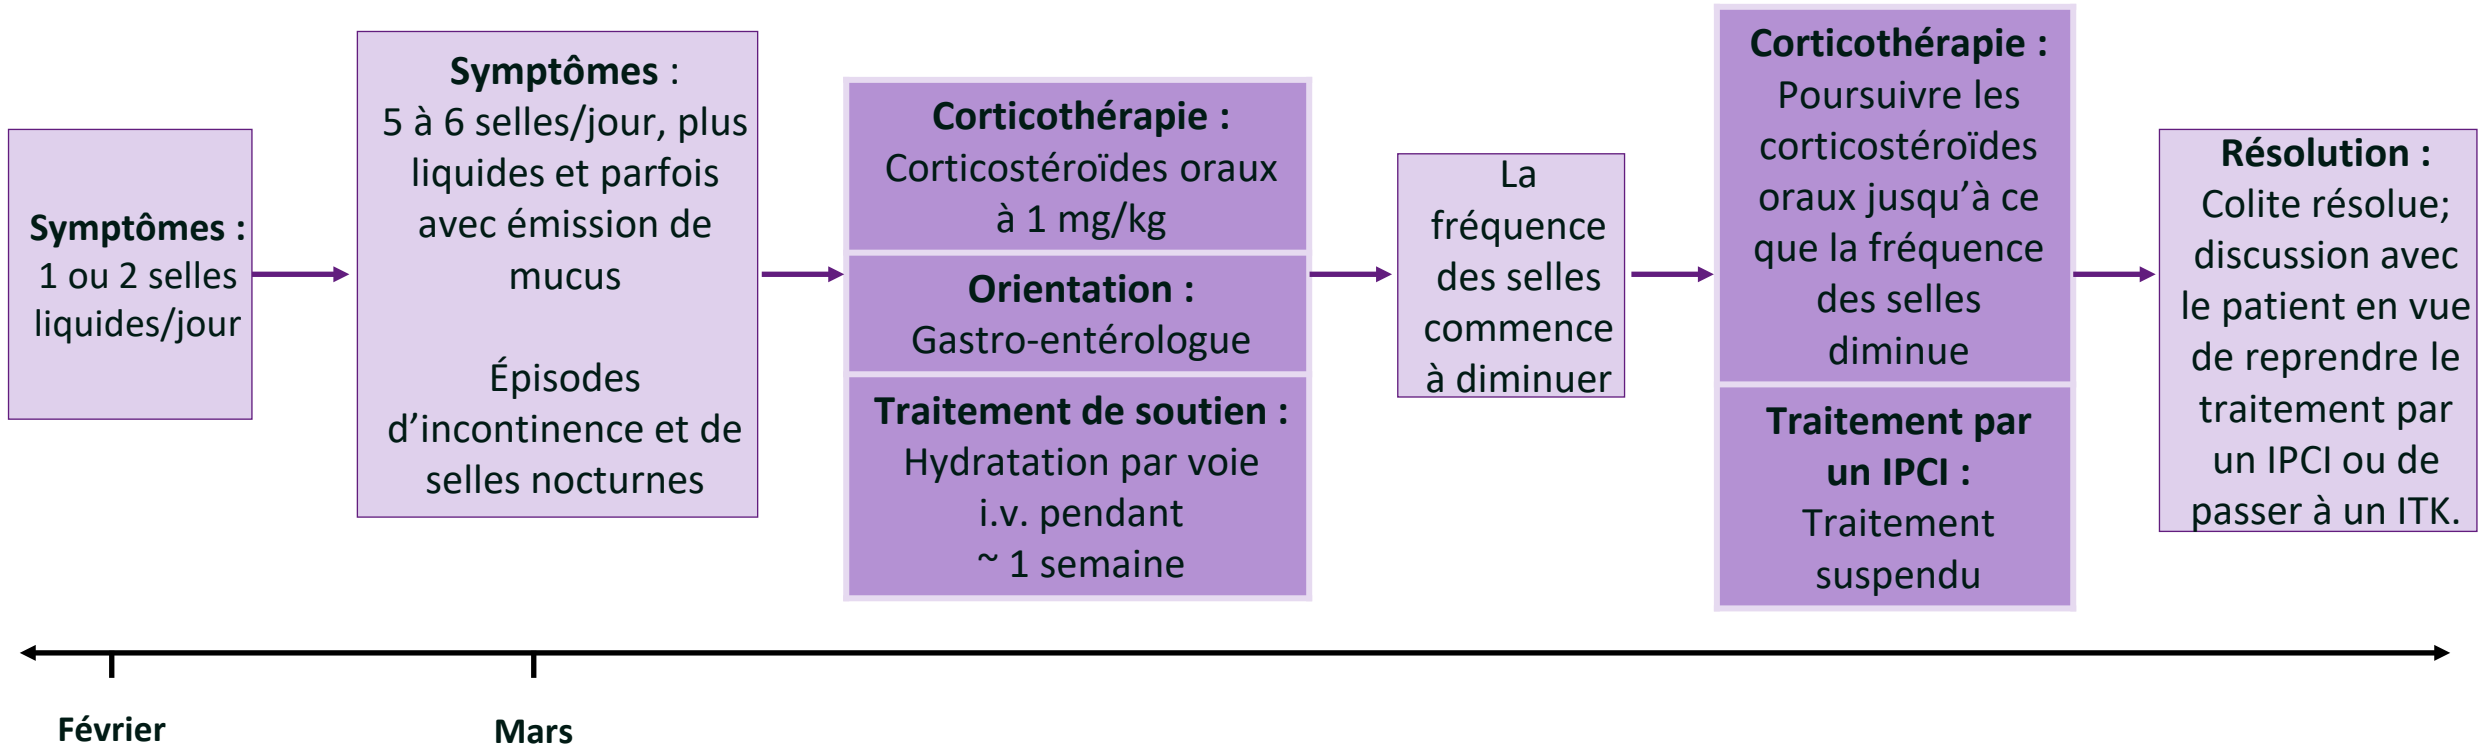 Symptômes :
1 ou 2 selles
liquides/jour
Symptômes :
5 à 6 selles/jour, plus
liquides et parfois
avec émission de
mucus
Épisodes
d’incontinence et de
selles nocturnes
Corticothérapie :
Corticostéroïdes oraux
à 1 mg/kg
Orientation :
Gastro-entérologue
Traitement de soutien :
Hydratation par voie
i.v. pendant
~ 1 semaine
La
fréquence
des selles
commence
à diminuer
Corticothérapie :
Poursuivre les
corticostéroïdes
oraux jusqu’à ce
que la fréquence
des selles
diminue
Traitement par
un IPCI :
Traitement
suspendu
Résolution :
Colite résolue;
discussion avec
le patient en vue
de reprendre le
traitement par
un IPCI ou de
passer à un ITK.
Février
Mars